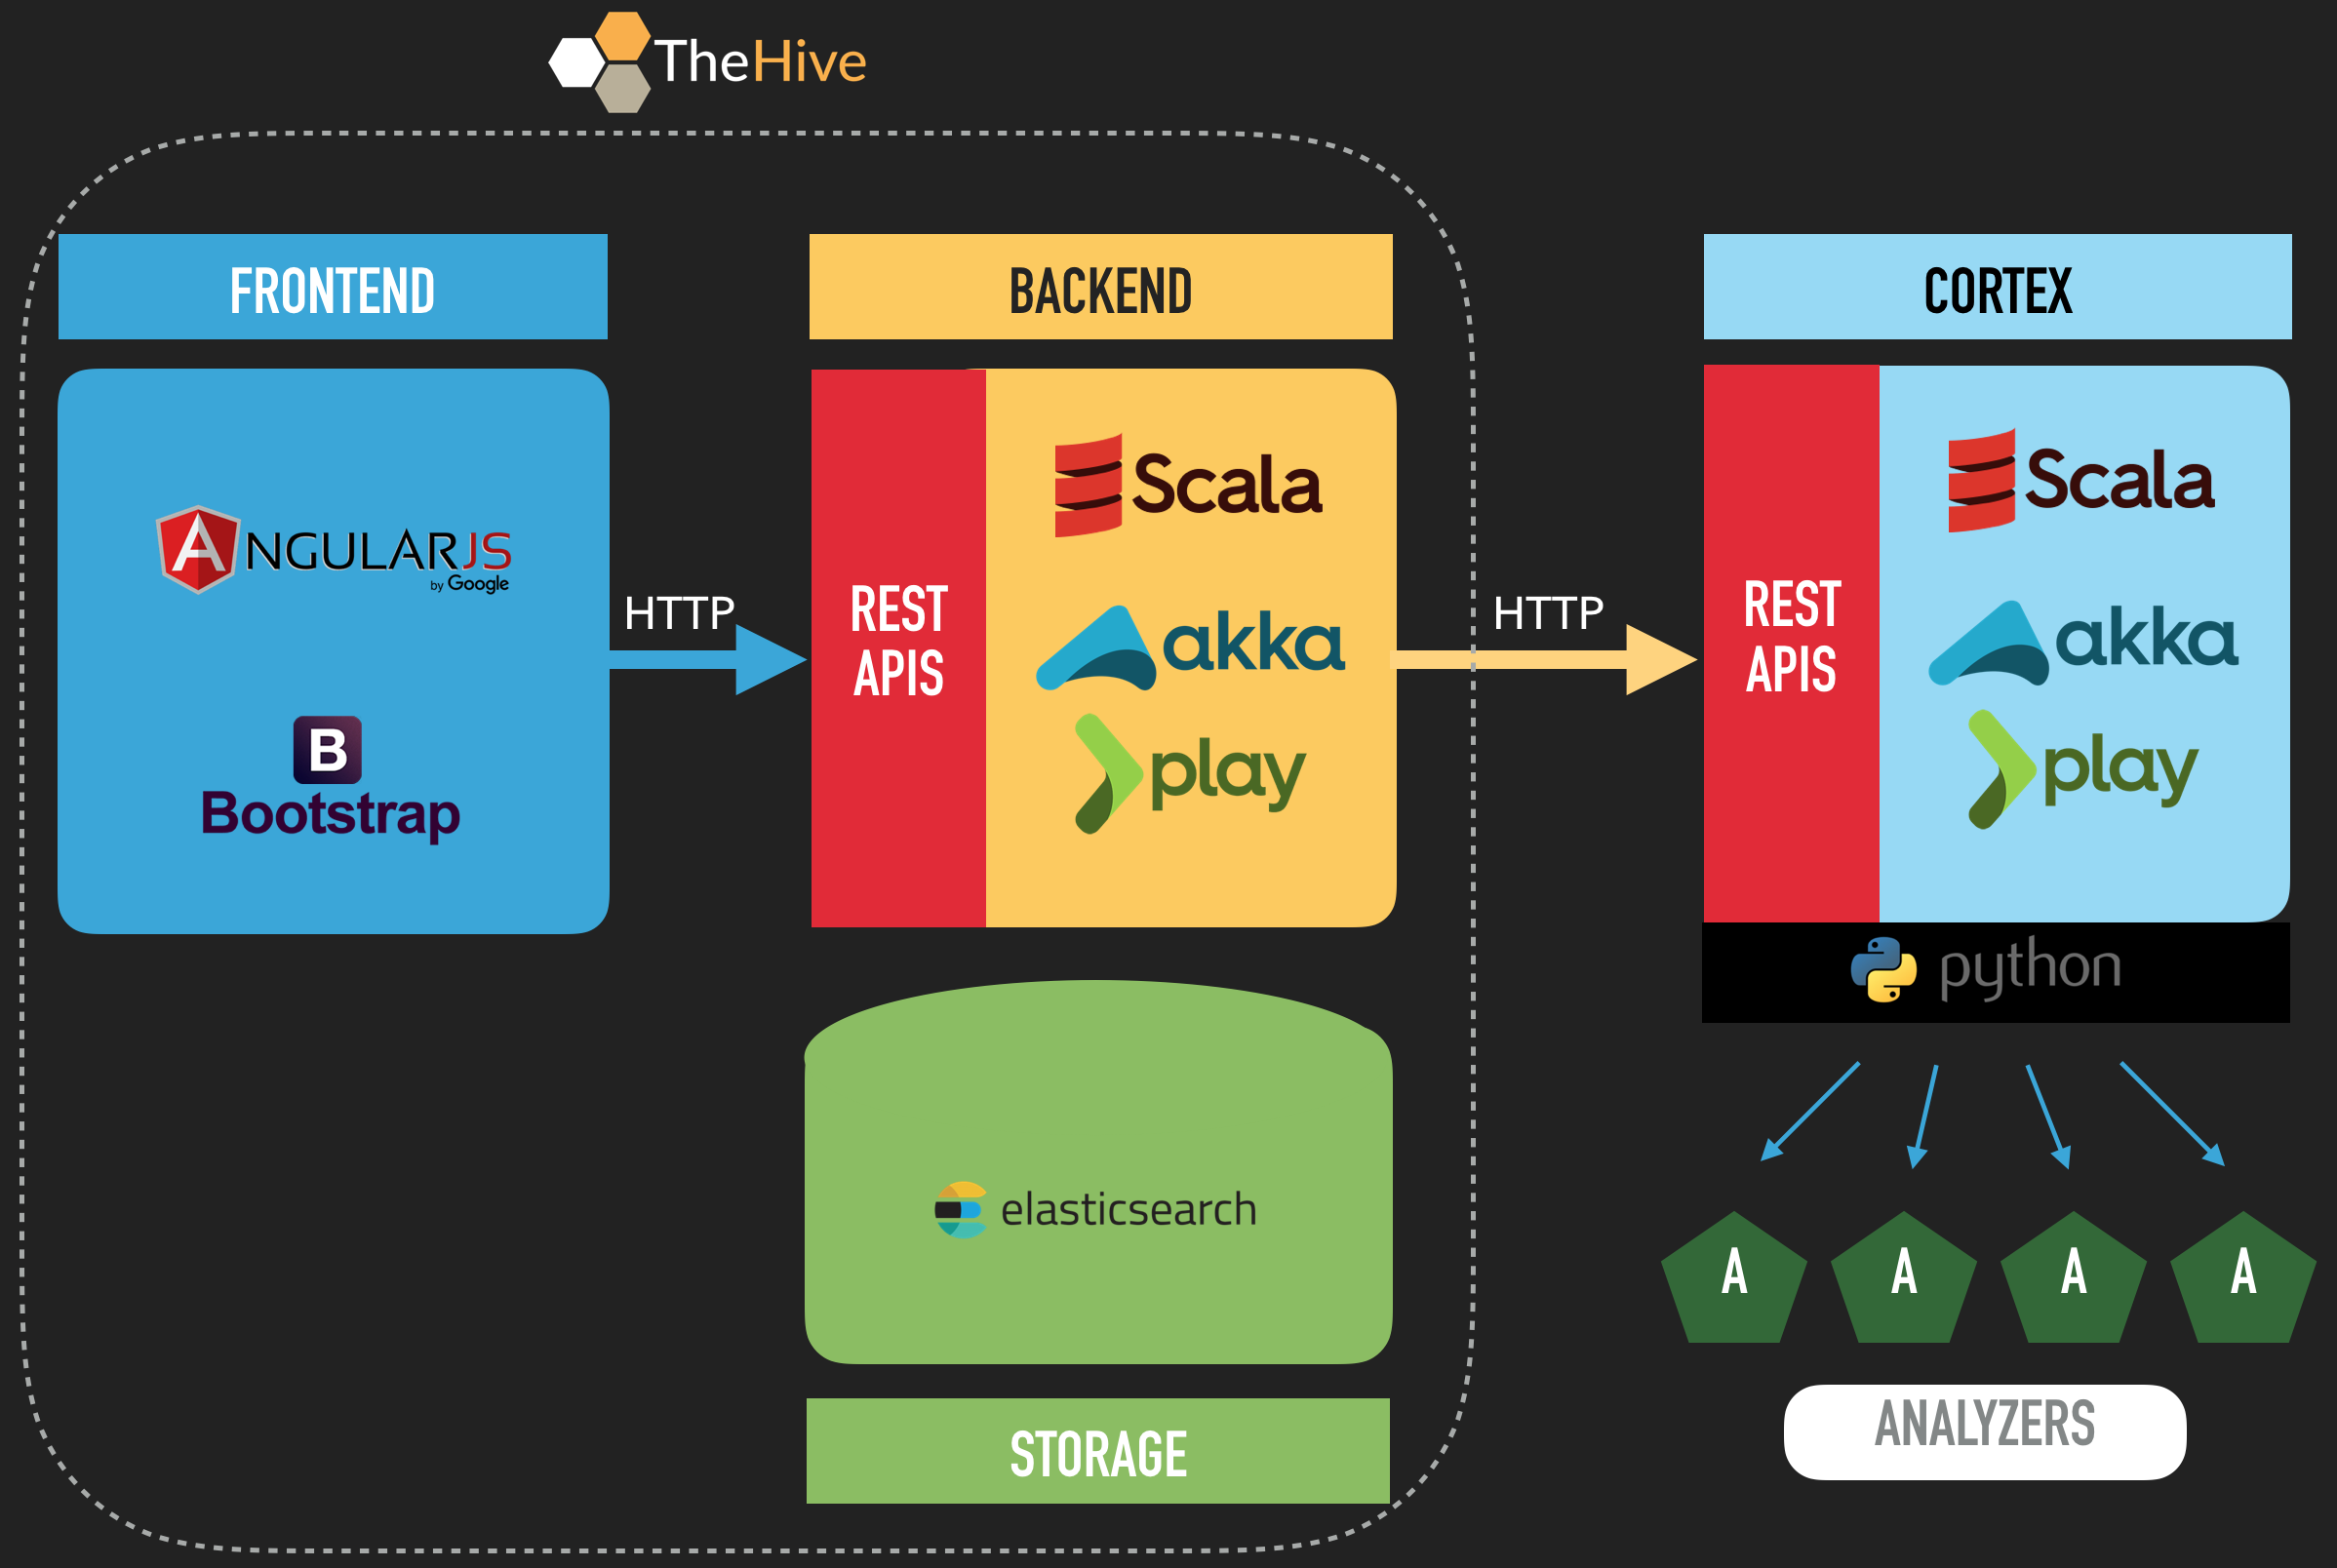 TheHive
FRONTEND
BACKEND
CORTEX
ANGULARJS
by Google
B
Bootstrap
HTTP
REST
APIS
Scala
akka
play
HTTP
REST
APIS
Scala
akka
play
python
elasticsearch
STORAGE
A
A
A
A
ANALYZERS